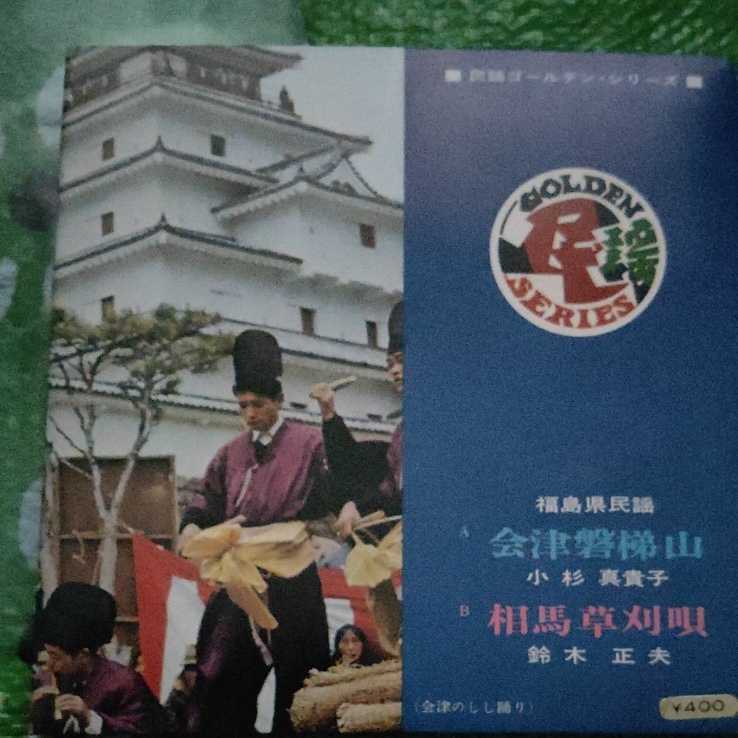 ■ 民謡ゴールデン・シリーズ ■
GOLDEN
民謡
SERIES
福島県民謡
A 会津磐梯山
小杉 真貴子
B 相馬草刈唄
鈴木 正夫
(会津のしし踊り)
¥400